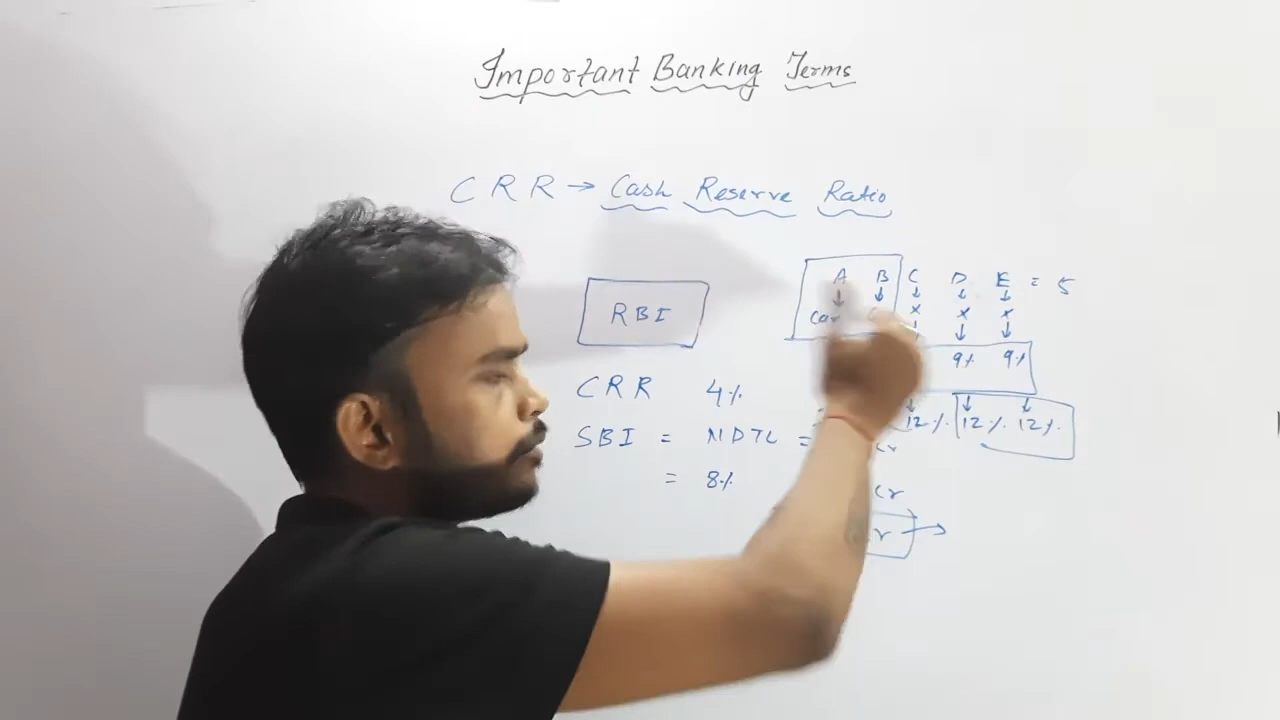 Important Banking Terms
CRR → Cash Reserve Ratio
A B C D E = 5
↓ ↓ ↓ ↓ ↓
RBI
Car x x x
↓ ↓
9% 9%
CRR 4%
↓ ↓ ↓
12% 12% 12%
SBI = NDTL =
cr
= 8%
cr
→